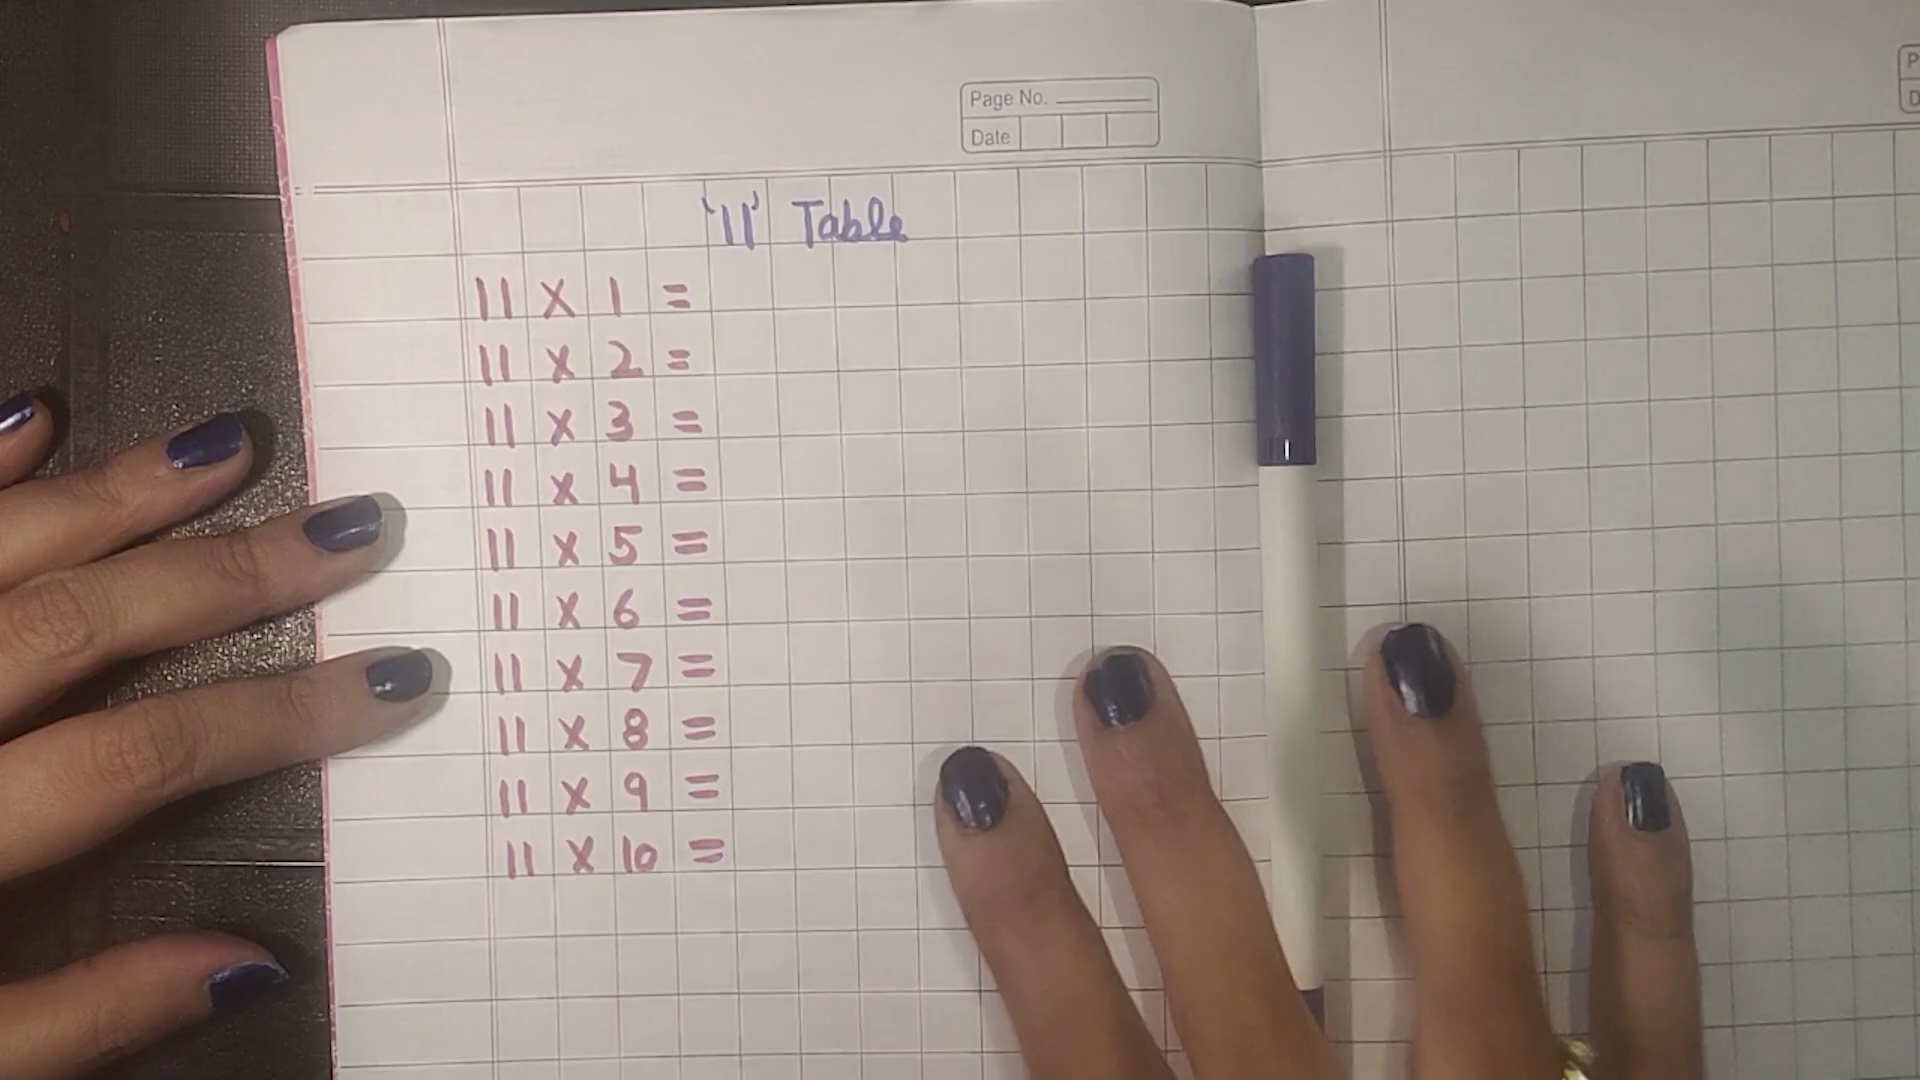 Page No.
Date
'11' Table
11 x 1 =
11 x 2 =
11 x 3 =
11 x 4 =
11 x 5 =
11 x 6 =
11 x 7 =
11 x 8 =
11 x 9 =
11 x 10 =